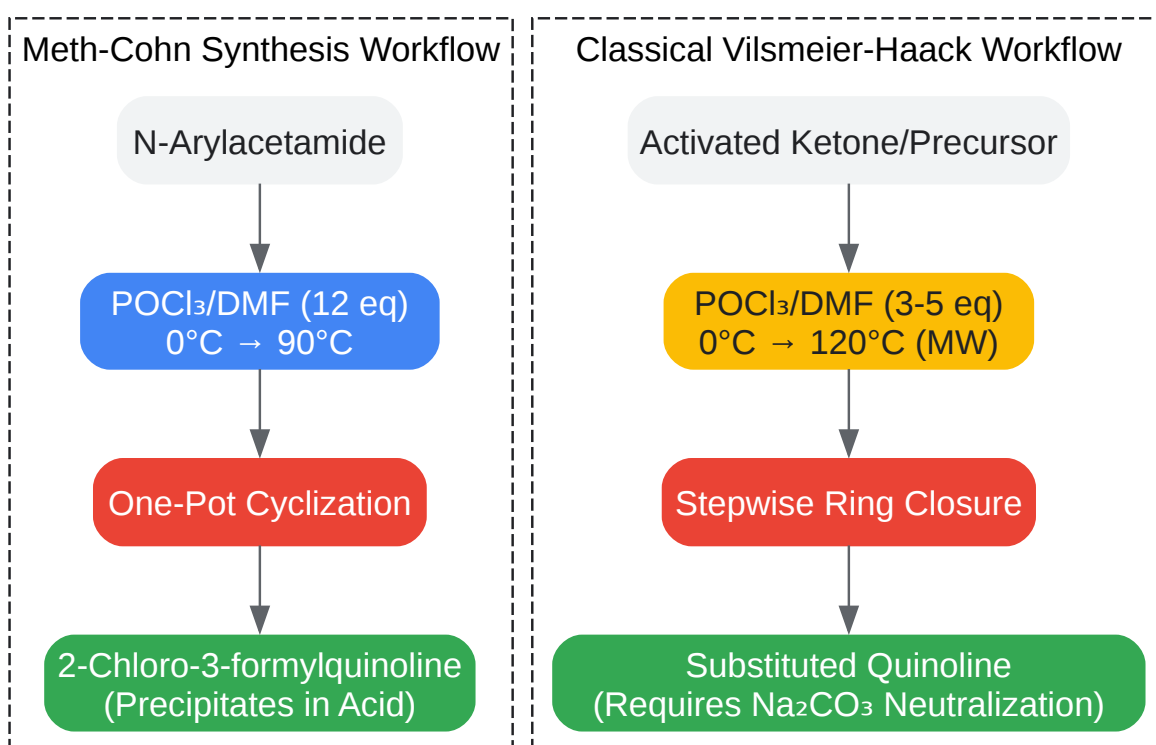 Meth-Cohn Synthesis Workflow
N-Arylacetamide
POCl₃/DMF (12 eq)
0°C → 90°C
One-Pot Cyclization
2-Chloro-3-formylquinoline
(Precipitates in Acid)
Classical Vilsmeier-Haack Workflow
Activated Ketone/Precursor
POCl₃/DMF (3-5 eq)
0°C → 120°C (MW)
Stepwise Ring Closure
Substituted Quinoline
(Requires Na₂CO₃ Neutralization)